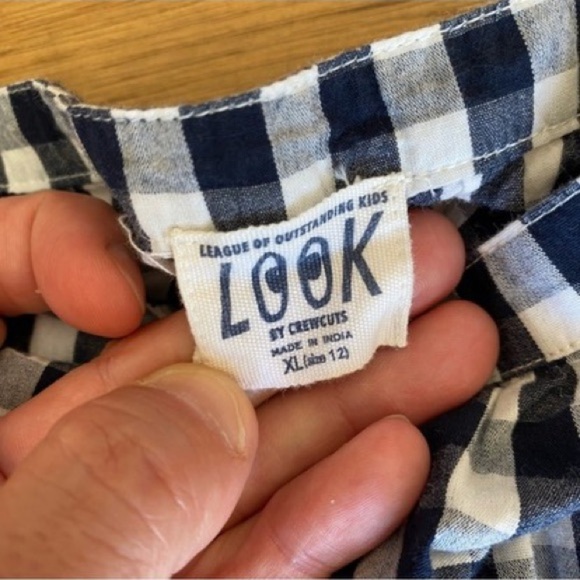 LEAGUE OF OUTSTANDING KIDS
LOOK
BY CREWCUTS
MADE IN INDIA
XL(size 12)